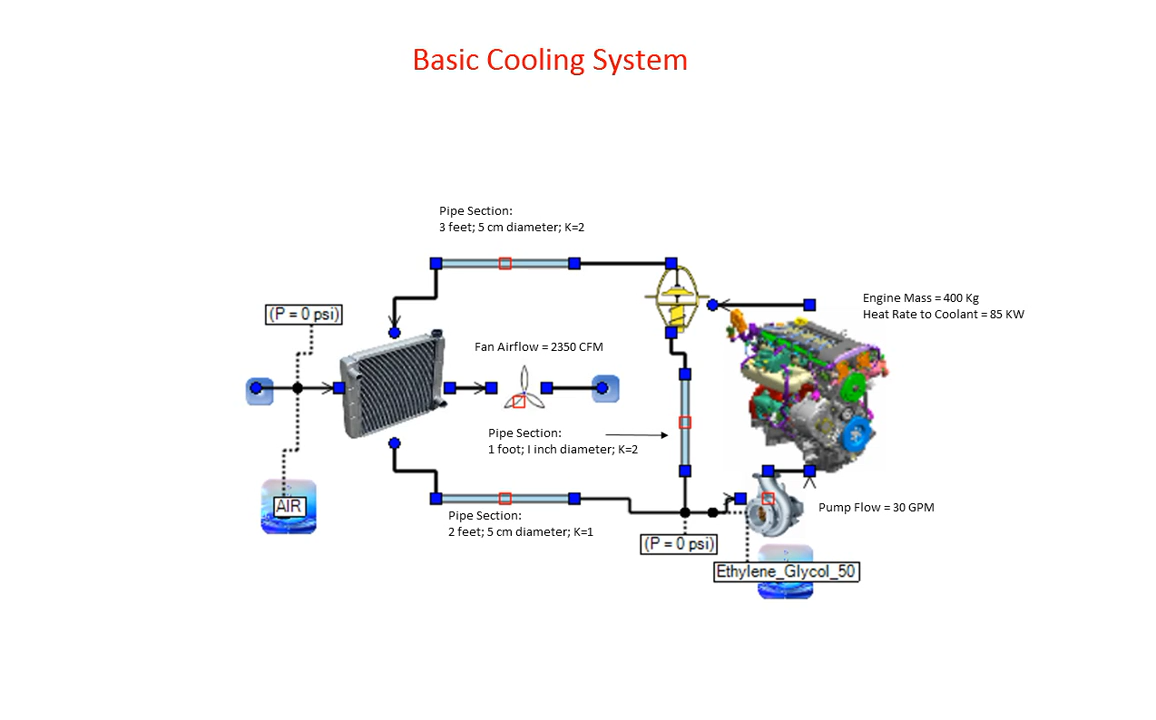 Basic Cooling System
Pipe Section:
3 feet; 5 cm diameter; K=2
Engine Mass = 400 Kg
Heat Rate to Coolant = 85 KW
(P = 0 psi)
Fan Airflow = 2350 CFM
Pipe Section:
1 foot; I inch diameter; K=2
AIR
Pipe Section:
2 feet; 5 cm diameter; K=1
Pump Flow = 30 GPM
(P = 0 psi)
Ethylene_Glycol_50